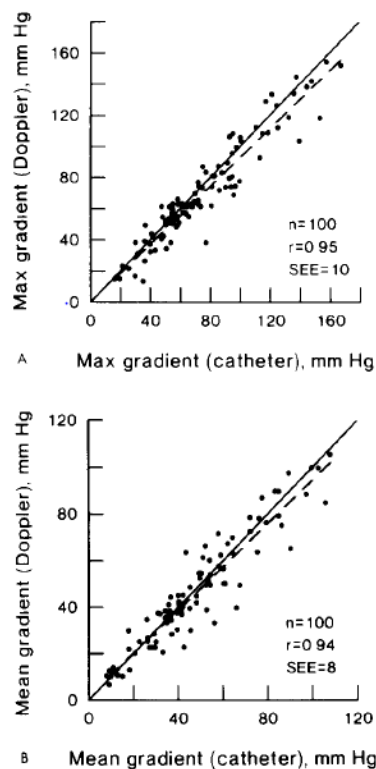 Max gradient (Doppler), mm Hg
160
120
80
40
0
n=100
r=0 95
SEE=10
0 40 80 120 160
A Max gradient (catheter), mm Hg
Mean gradient (Doppler), mm Hg
120
80
40
0
n=100
r=0 94
SEE=8
0 40 80 120
B Mean gradient (catheter), mm Hg